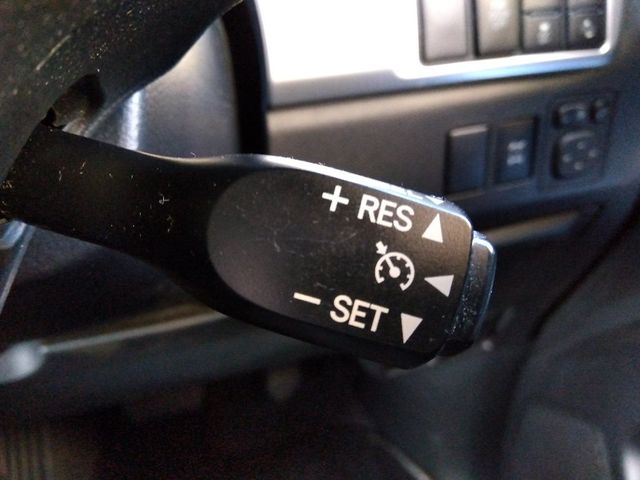 + RES
- SET